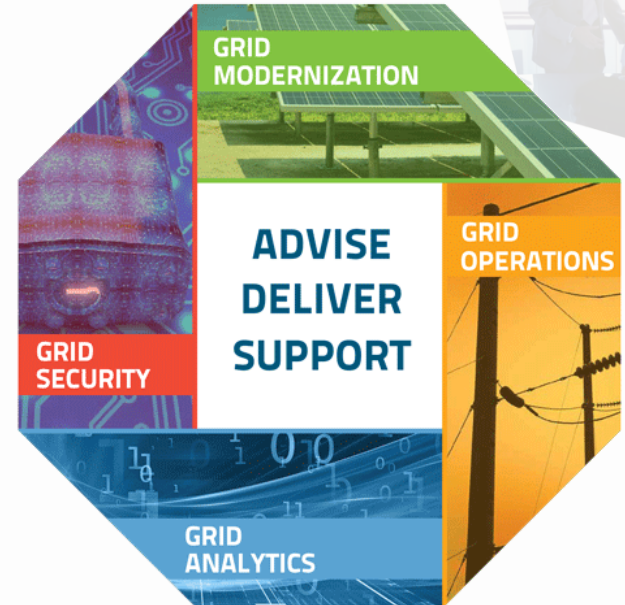 GRID
MODERNIZATION
GRID
OPERATIONS
ADVISE
DELIVER
SUPPORT
GRID
SECURITY
GRID
ANALYTICS